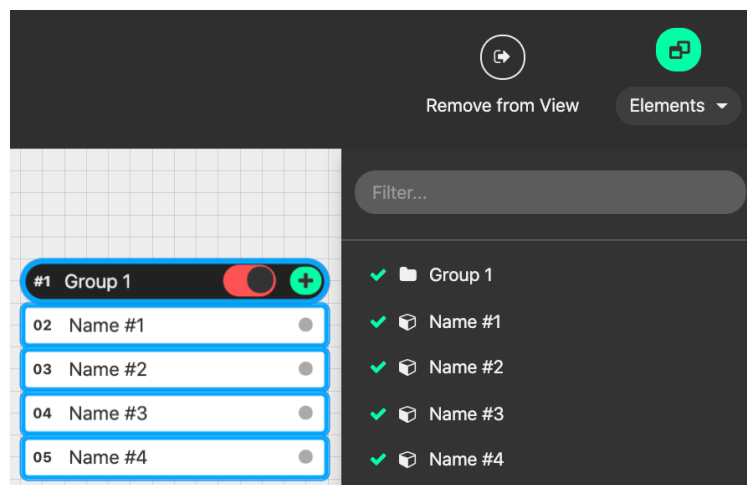 Remove from View
Elements
Filter...
#1 Group 1
02 Name #1
03 Name #2
04 Name #3
05 Name #4
Group 1
Name #1
Name #2
Name #3
Name #4